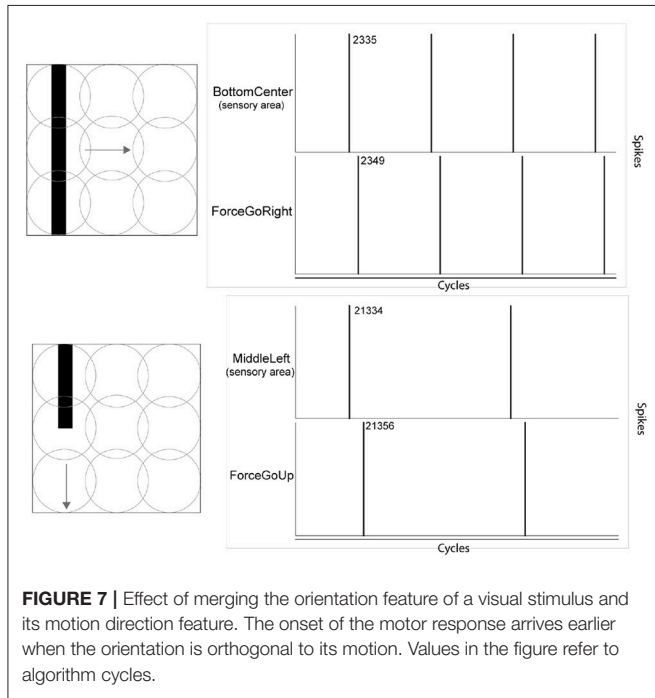 2335
BottomCenter
(sensory area)
2349
ForceGoRight
Spikes
Cycles
21334
MiddleLeft
(sensory area)
21356
ForceGoUp
Spikes
Cycles
FIGURE 7 | Effect of merging the orientation feature of a visual stimulus and
its motion direction feature. The onset of the motor response arrives earlier
when the orientation is orthogonal to its motion. Values in the figure refer to
algorithm cycles.